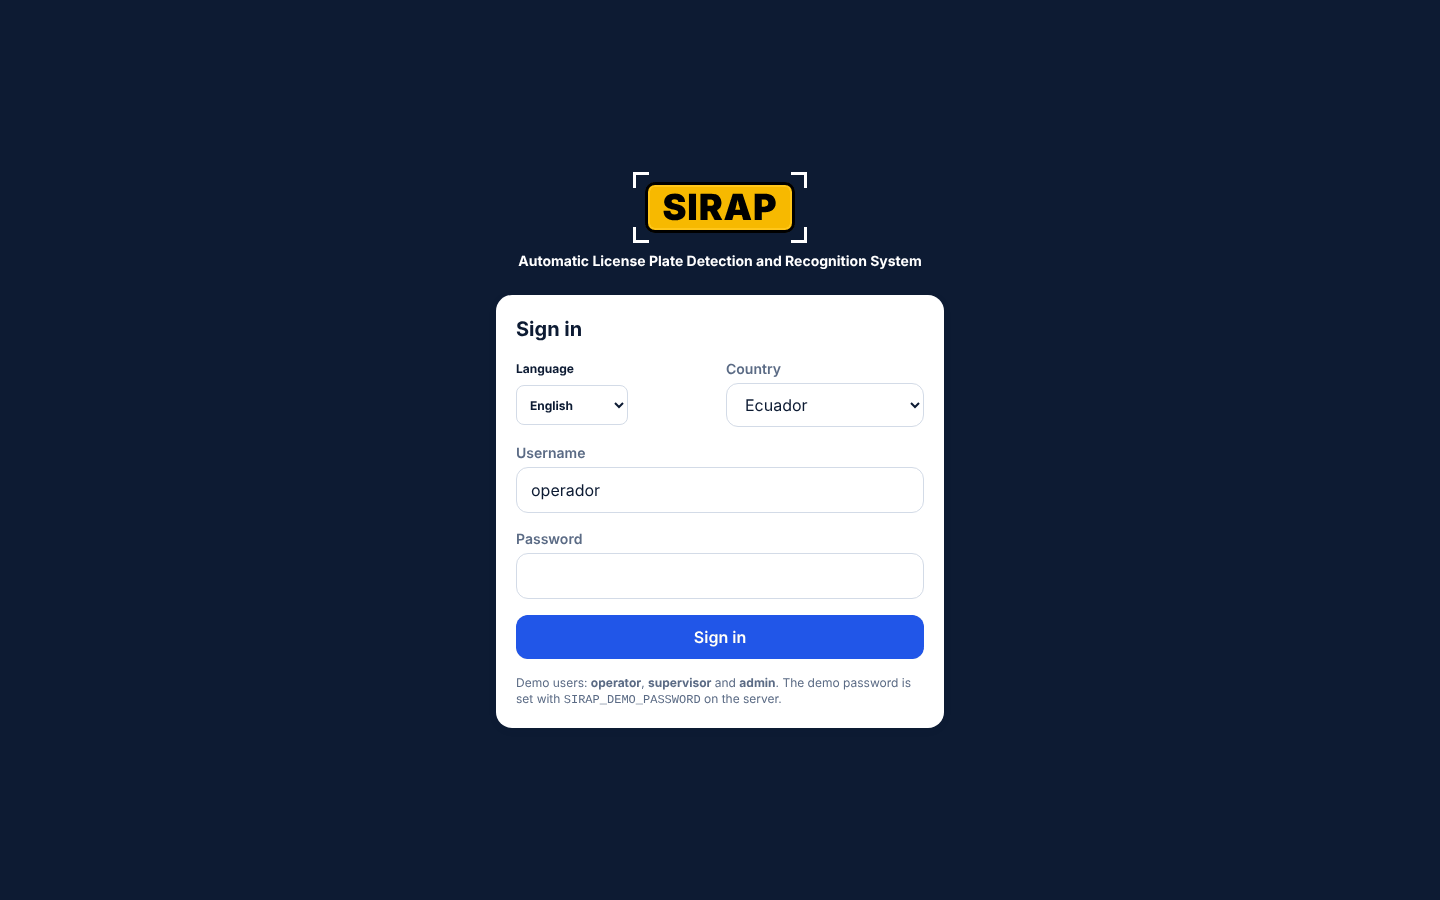 SIRAP
Automatic License Plate Detection and Recognition System
Sign in
Language
Country
English
Ecuador
Username
operador
Password
Sign in
Demo users: operator, supervisor and admin. The demo password is
set with SIRAP_DEMO_PASSWORD on the server.